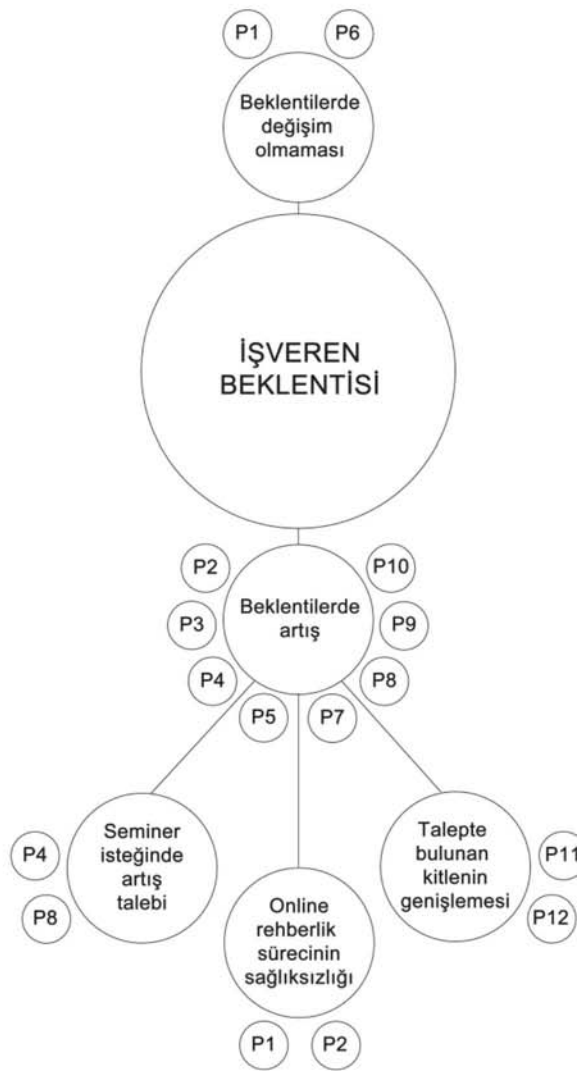 P1
P6
Beklentilerde
değişim
olmaması
İŞVEREN
BEKLENTİSİ
P2
P10
Beklentilerde
artış
P3
P9
P4
P8
P5
P7
Seminer
isteğinde
artış
talebi
P4
P8
Online
rehberlik
sürecinin
sağlıksızlığı
P1
P2
Talepte
bulunan
kitlenin
genişlemesi
P11
P12